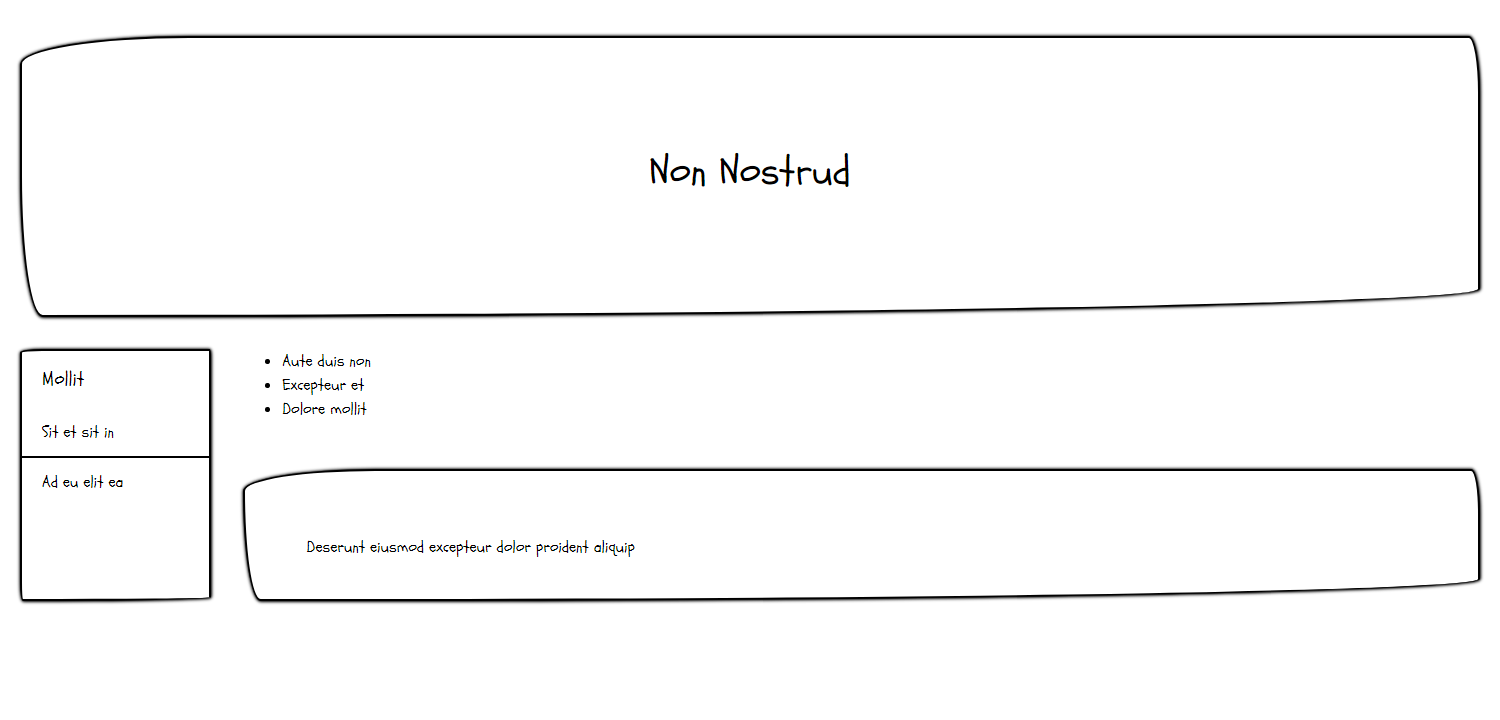 Non Nostrud
Mollit
Sit et sit in
Ad eu elit ea
Aute duis non
Excepteur et
Dolore mollit
Deserunt eiusmod excepteur dolor proident aliquip